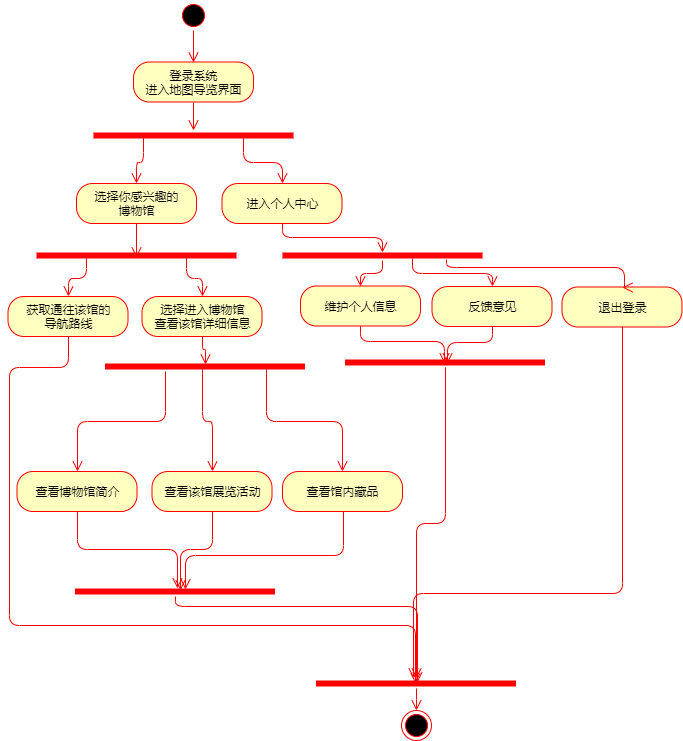 登录系统
进入地图导览界面
选择你感兴趣的
博物馆
进入个人中心
获取通往该馆的
导航路线
选择进入博物馆
查看该馆详细信息
维护个人信息
反馈意见
退出登录
查看博物馆简介
查看该馆展览活动
查看馆内藏品